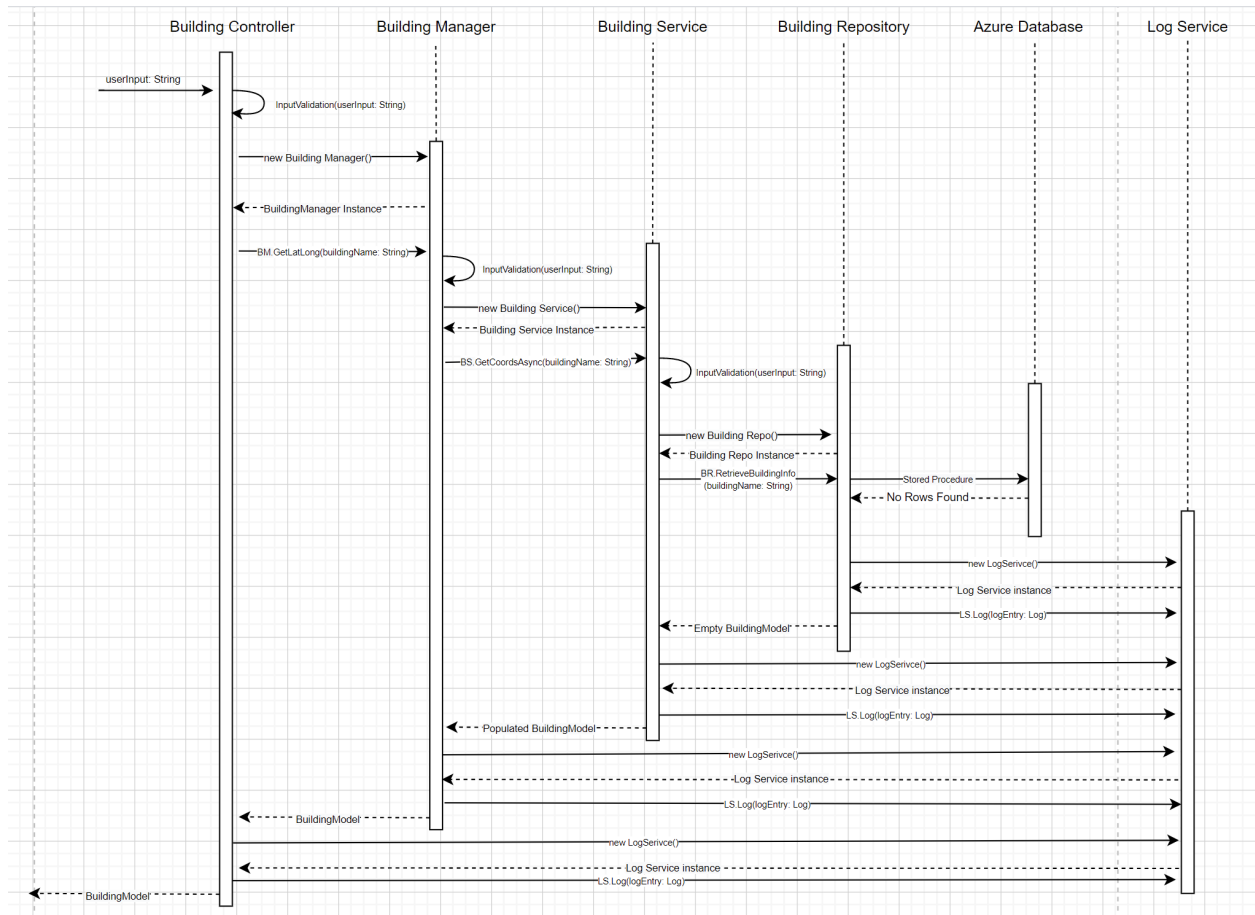 Building Controller
Building Manager
Building Service
Building Repository
Azure Database
Log Service
userInput: String
InputValidation(userInput: String)
new Building Manager()
BuildingManager Instance
BM.GetLatLong(buildingName: String)
InputValidation(userInput: String)
new Building Service()
Building Service Instance
BS.GetCoordsAsync(buildingName: String)
InputValidation(userInput: String)
new Building Repo()
Building Repo Instance
BR.RetrieveBuildingInfo
(buildingName: String)
Stored Procedure
No Rows Found
new LogSerivce()
Log Service instance
LS.Log(logEntry: Log)
Empty BuildingModel
new LogSerivce()
Log Service instance
LS.Log(logEntry: Log)
Populated BuildingModel
new LogSerivce()
Log Service instance
LS.Log(logEntry: Log)
BuildingModel
new LogSerivce()
Log Service instance
LS.Log(logEntry: Log)
BuildingModel